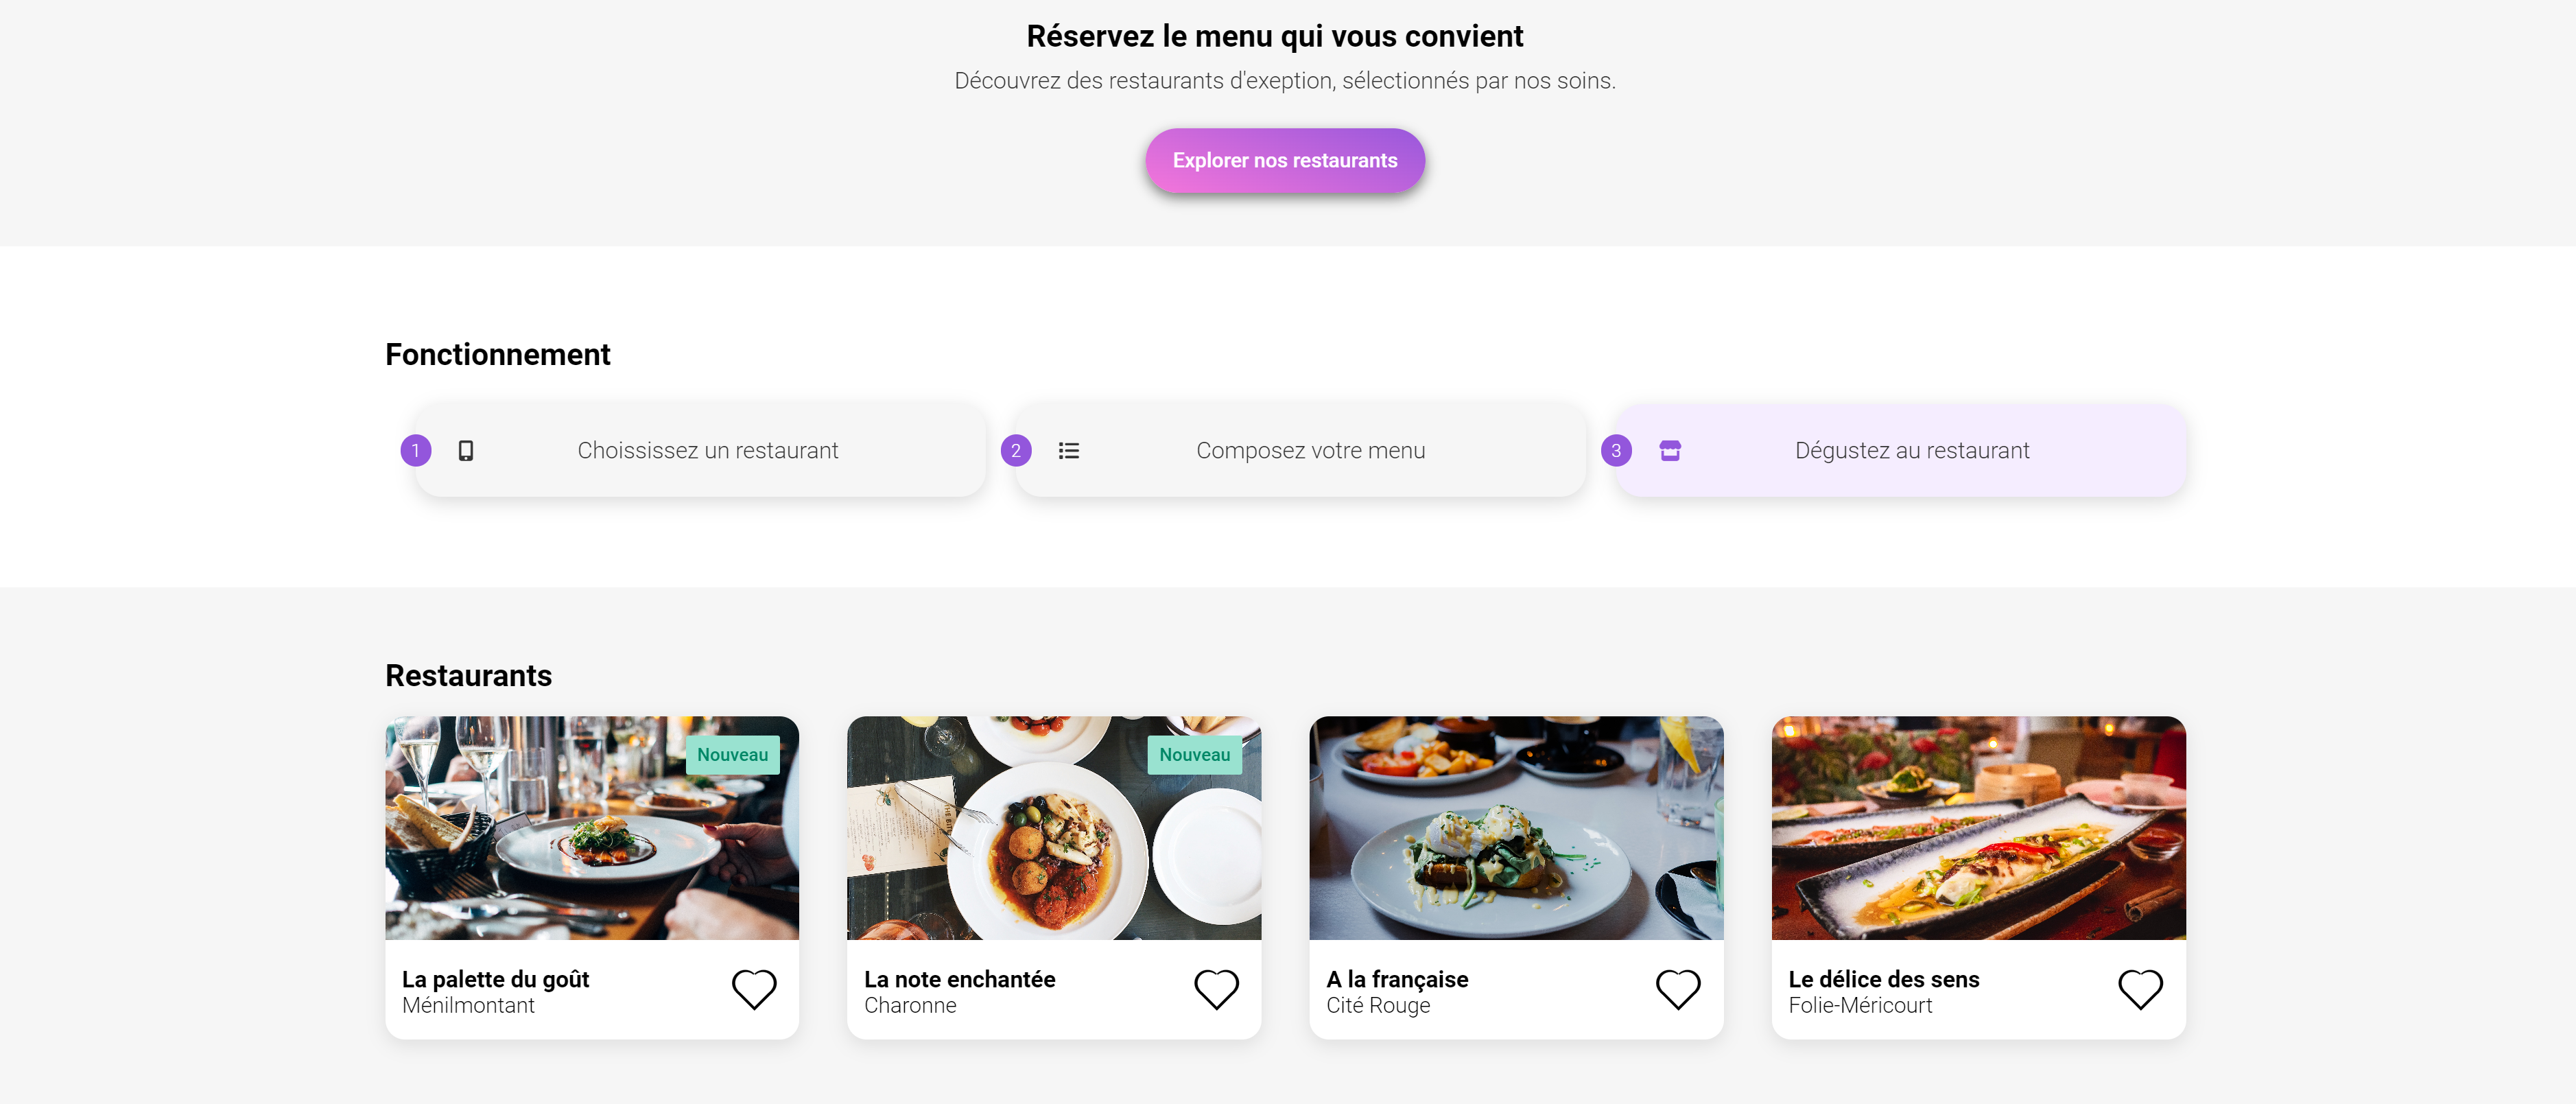 Réservez le menu qui vous convient
Découvrez des restaurants d'exeption, sélectionnés par nos soins.
Explorer nos restaurants
Fonctionnement
1 Choississez un restaurant
2 Composez votre menu
3 Dégustez au restaurant
Restaurants
Nouveau
Nouveau
La palette du goût
Ménilmontant
La note enchantée
Charonne
A la française
Cité Rouge
Le délice des sens
Folie-Méricourt